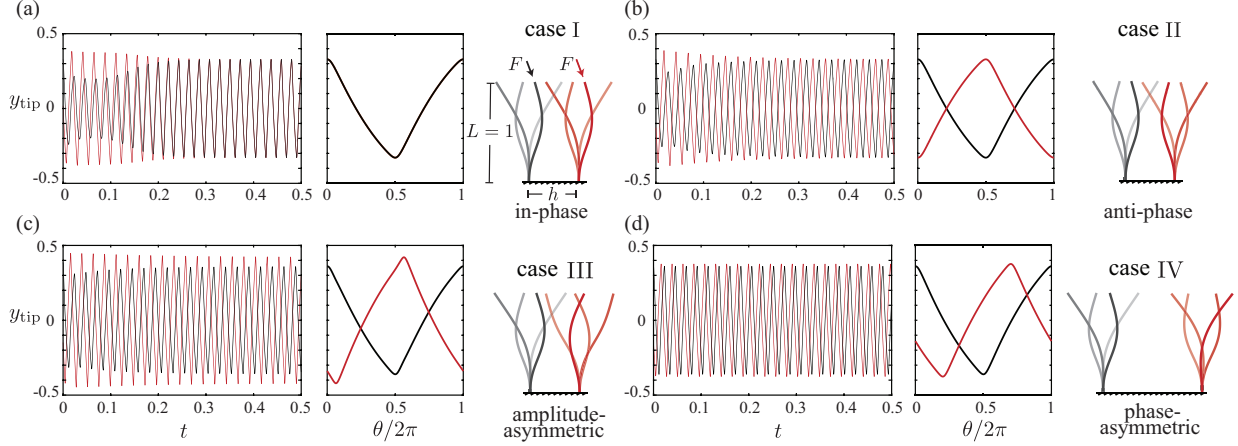 (a)
case I
0.5
y_tip 0
-0.5
0 0.1 0.2 0.3 0.4 0.5
0 0.5 1
F F
L = 1
h
in-phase
(b)
case II
0.5
0
-0.5
0 0.1 0.2 0.3 0.4 0.5
0 0.5 1
anti-phase
(c)
case III
0.5
y_tip 0
-0.5
0 0.1 0.2 0.3 0.4 0.5
t
0 0.5 1
θ/2π
amplitude-
asymmetric
(d)
case IV
0.5
0
-0.5
0 0.1 0.2 0.3 0.4 0.5
t
0 0.5 1
θ/2π
phase-
asymmetric